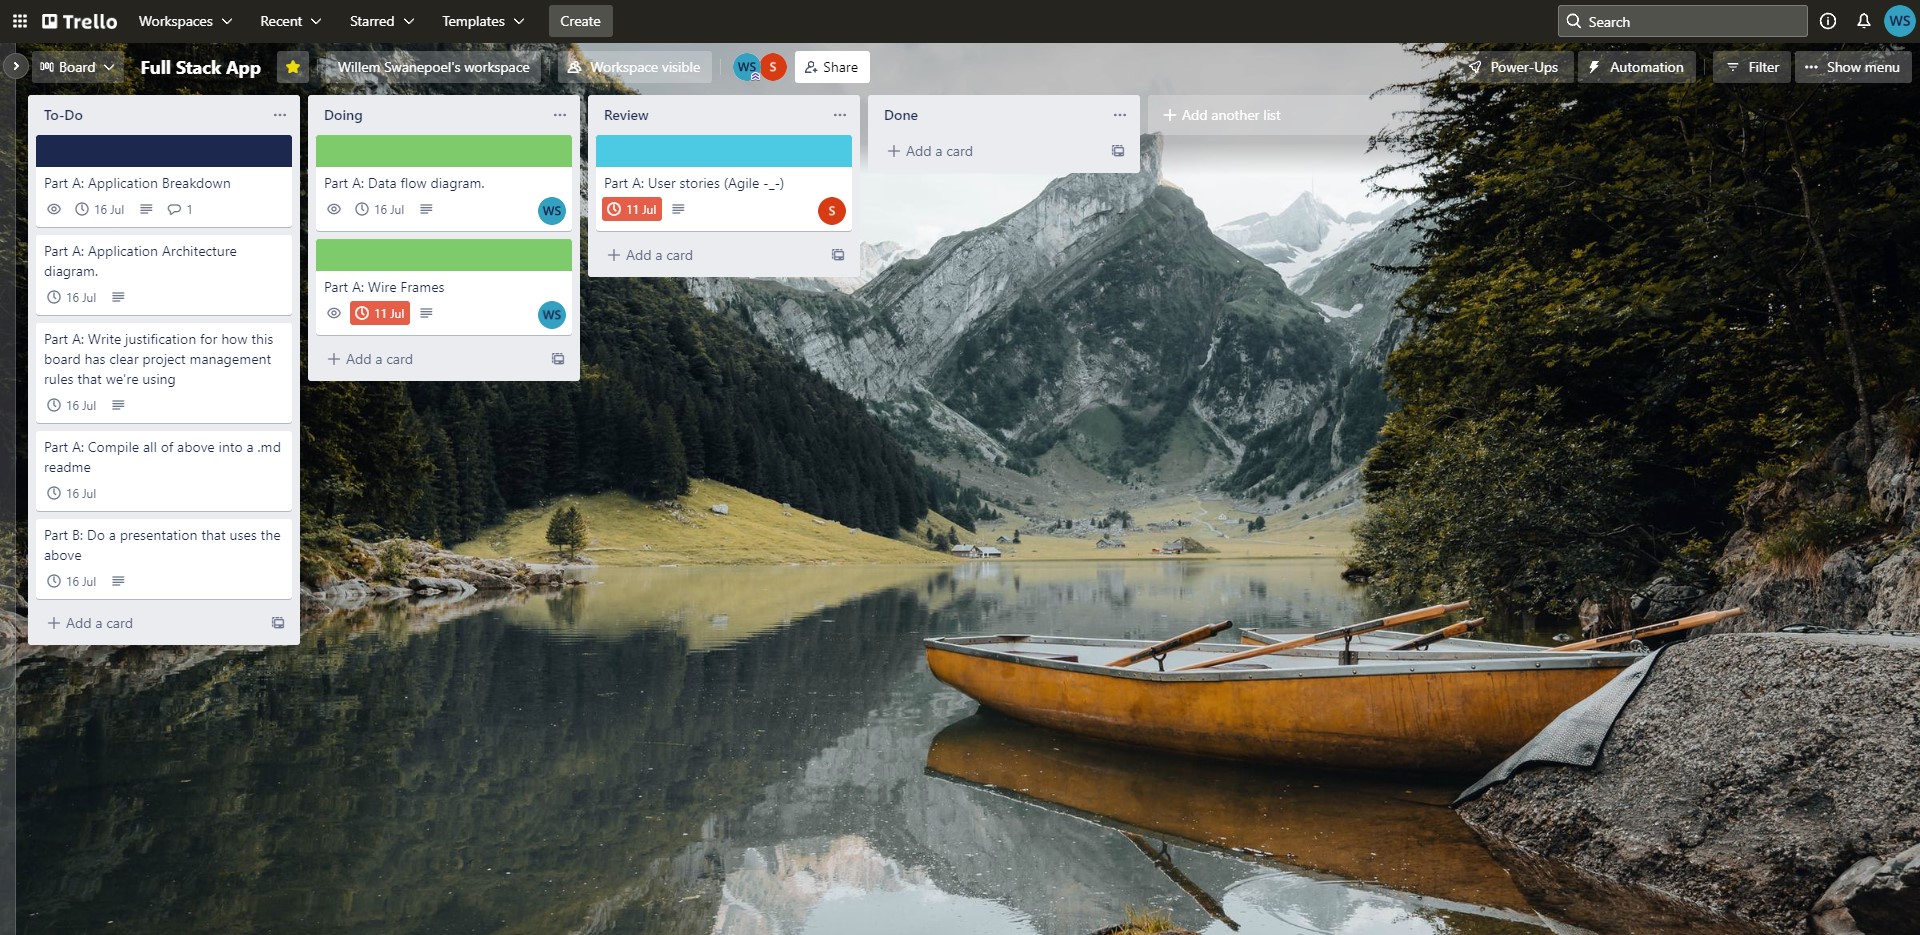 Trello
Workspaces
Recent
Starred
Templates
Create
Search
WS
Board
Full Stack App
Willem Swanepoel's workspace
Workspace visible
WS
S
Share
Power-Ups
Automation
Filter
Show menu
To-Do
Part A: Application Breakdown
16 Jul
1
Part A: Application Architecture
diagram.
16 Jul
Part A: Write justification for how this
board has clear project management
rules that we're using
16 Jul
Part A: Compile all of above into a .md
readme
16 Jul
Part B: Do a presentation that uses the
above
16 Jul
Add a card
Doing
Part A: Data flow diagram.
16 Jul
WS
Part A: Wire Frames
11 Jul
WS
Add a card
Review
Part A: User stories (Agile -_-)
11 Jul
S
Add a card
Done
Add a card
Add another list